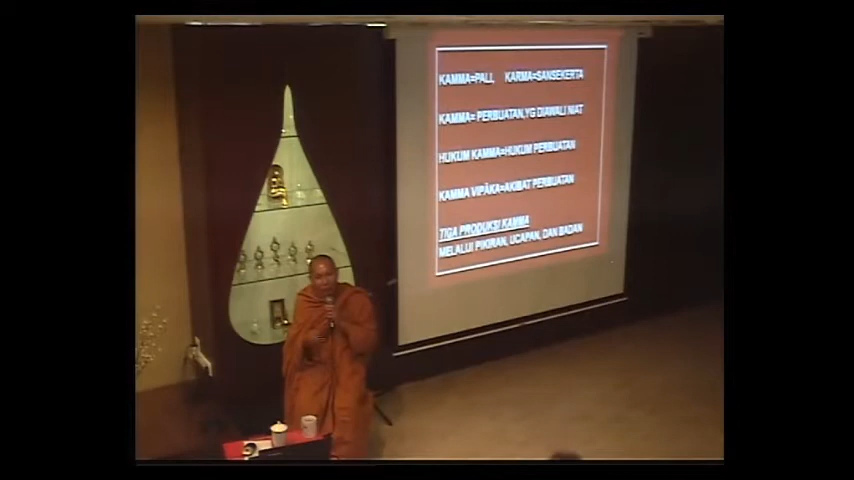 KAMMA=PALI, KARMA=SANSEKERTA
KAMMA= PERBUATAN,YG DIAWALI NIAT
HUKUM KAMMA=HUKUM PERBUATAN
KAMMA VIPĀKA=AKIBAT PERBUATAN
TIGA PRODUKSI KAMMA
MELALUI PIKIRAN, UCAPAN, DAN BADAN